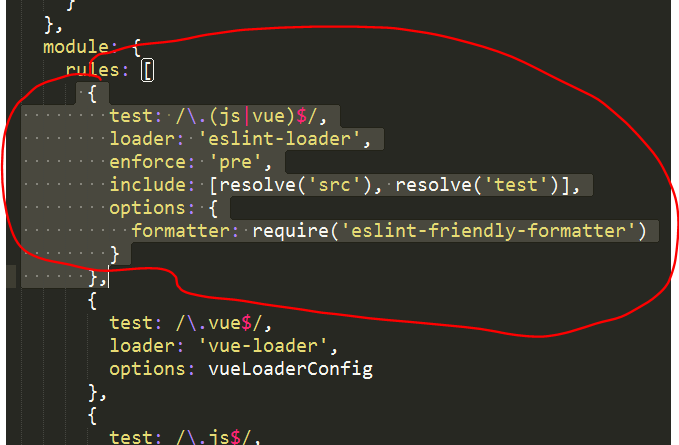 }
},
module: {
rules: [
{
test: /\.(js|vue)$/,
loader: 'eslint-loader',
enforce: 'pre',
include: [resolve('src'), resolve('test')],
options: {
formatter: require('eslint-friendly-formatter')
}
},
{
test: /\.vue$/,
loader: 'vue-loader',
options: vueLoaderConfig
},
{
test: /\.js$/,